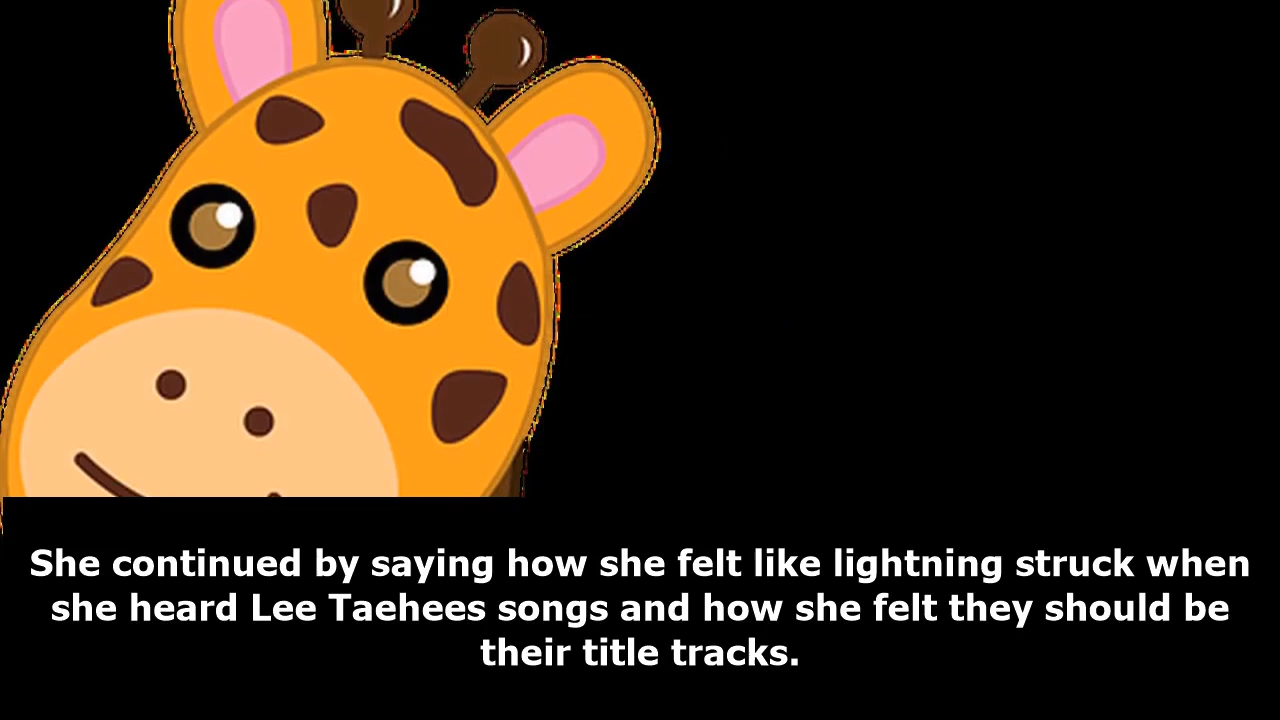 She continued by saying how she felt like lightning struck when
she heard Lee Taehees songs and how she felt they should be
their title tracks.